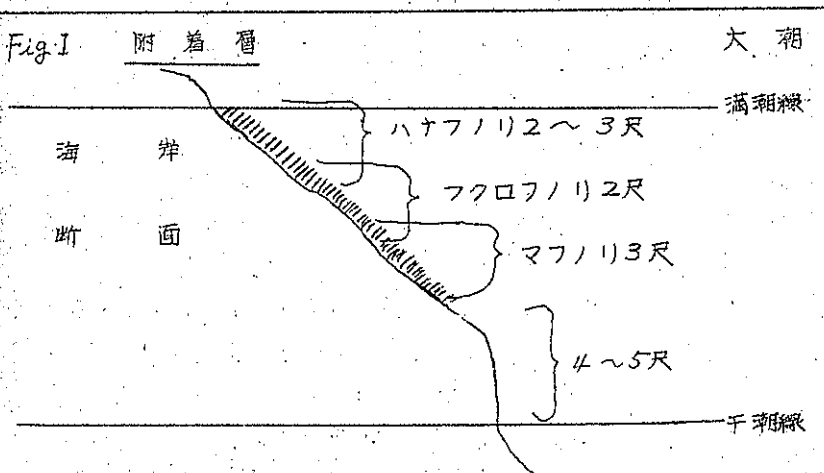 Fig.I 附着層 大潮
満潮線
ハナフノリ2〜3尺
海岸
フクロフノリ2尺
断面
マフノリ3尺
4〜5尺
干潮線